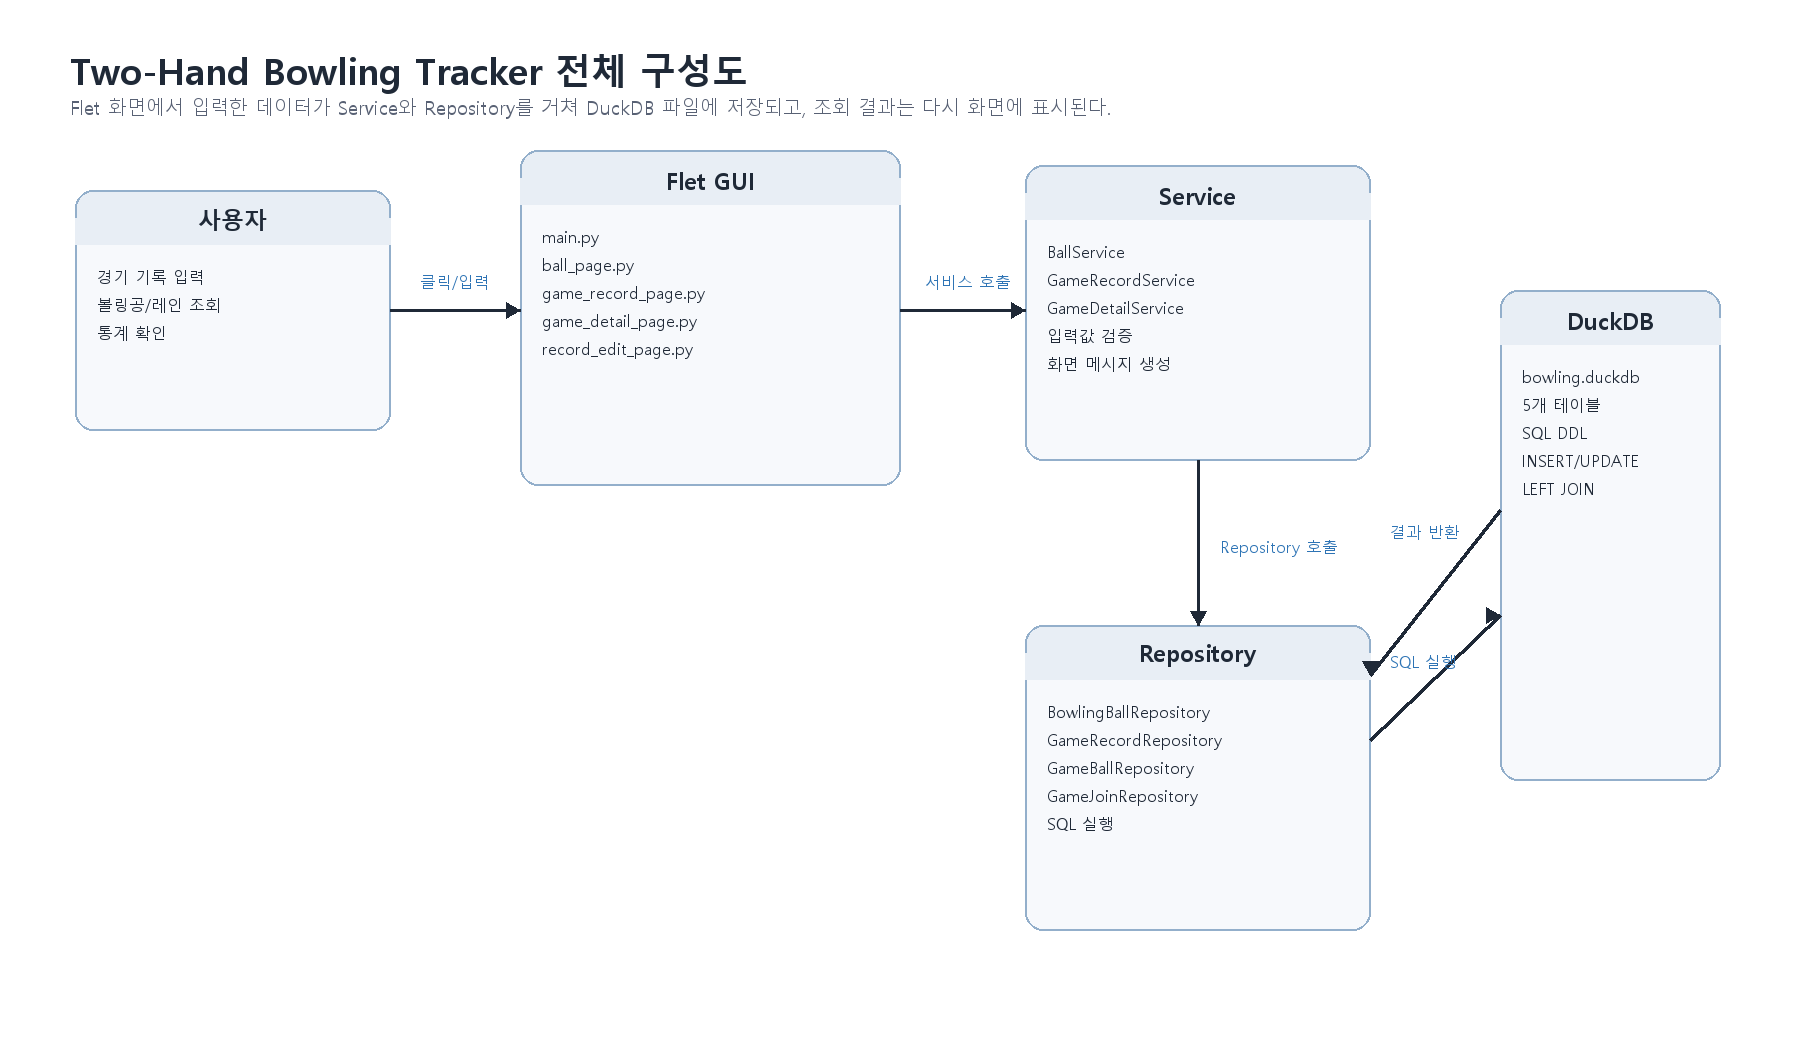 Two-Hand Bowling Tracker 전체 구성도
Flet 화면에서 입력한 데이터가 Service와 Repository를 거쳐 DuckDB 파일에 저장되고, 조회 결과는 다시 화면에 표시된다.
사용자
경기 기록 입력
볼링공/레인 조회
통계 확인
클릭/입력
Flet GUI
main.py
ball_page.py
game_record_page.py
game_detail_page.py
record_edit_page.py
서비스 호출
Service
BallService
GameRecordService
GameDetailService
입력값 검증
화면 메시지 생성
Repository 호출
Repository
BowlingBallRepository
GameRecordRepository
GameBallRepository
GameJoinRepository
SQL 실행
결과 반환
SQL 실행
DuckDB
bowling.duckdb
5개 테이블
SQL DDL
INSERT/UPDATE
LEFT JOIN